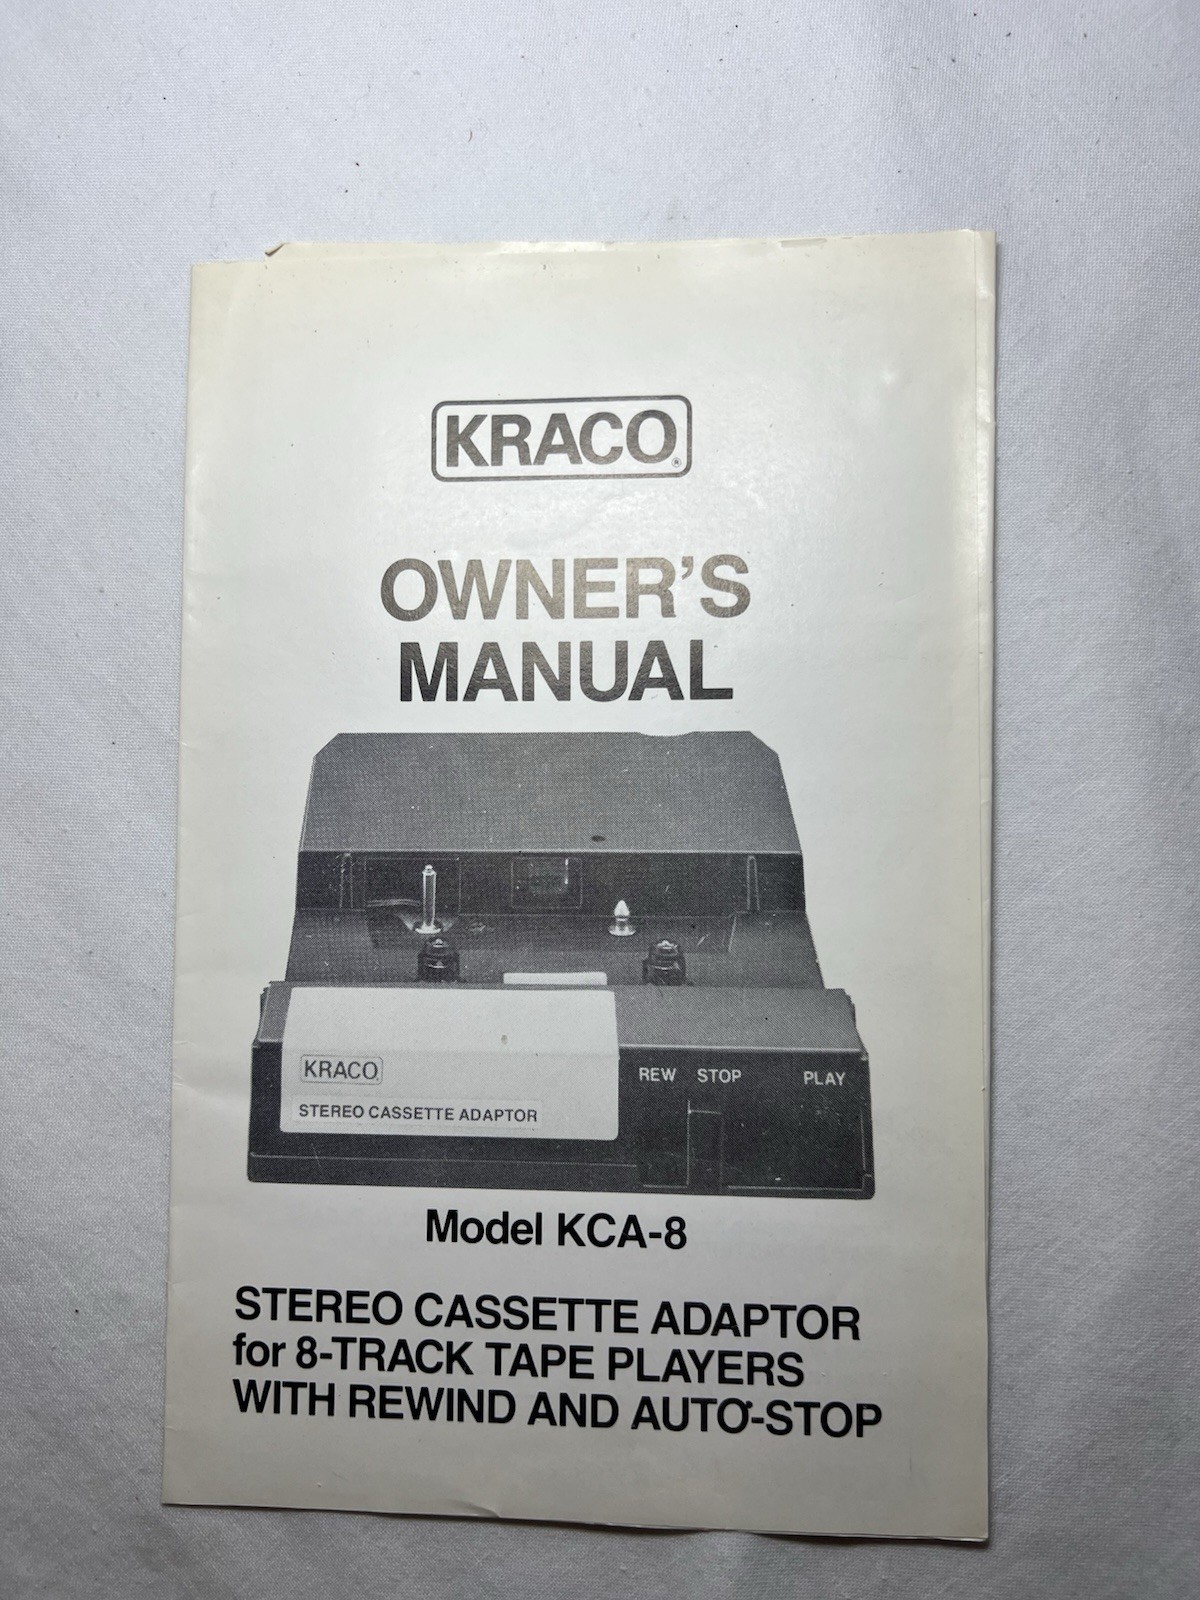 KRACO®
OWNER'S
MANUAL
KRACO
STEREO CASSETTE ADAPTOR
REW STOP PLAY
Model KCA-8
STEREO CASSETTE ADAPTOR
for 8-TRACK TAPE PLAYERS
WITH REWIND AND AUTO-STOP